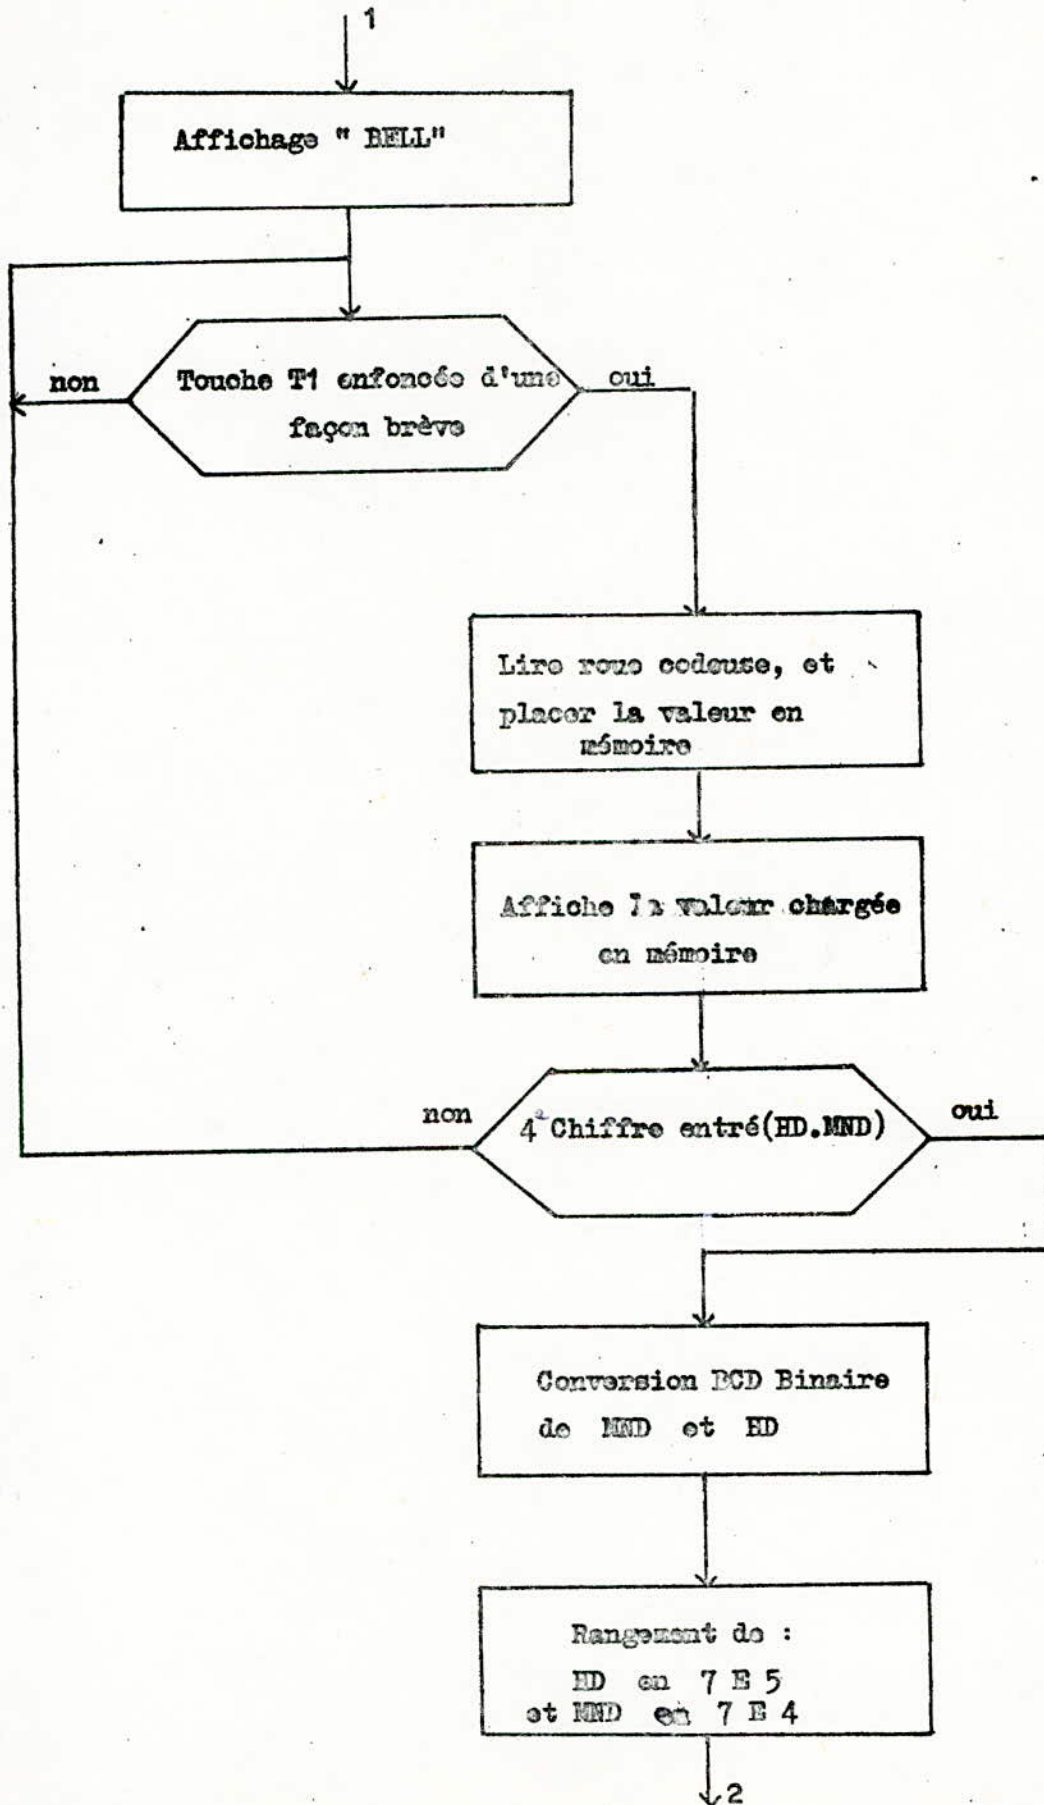 1
Affichage " BELL"
non
Touche T1 enfoncée d'une
façon brève
oui
Lire roue codeuse, et
placer la valeur en
mémoire
Affiche la valeur chargée
en mémoire
non
4° Chiffre entré(HD.MND)
oui
Conversion BCD Binaire
de MND et HD
Rangement de :
HD en 7 E 5
et MND en 7 E 4
2